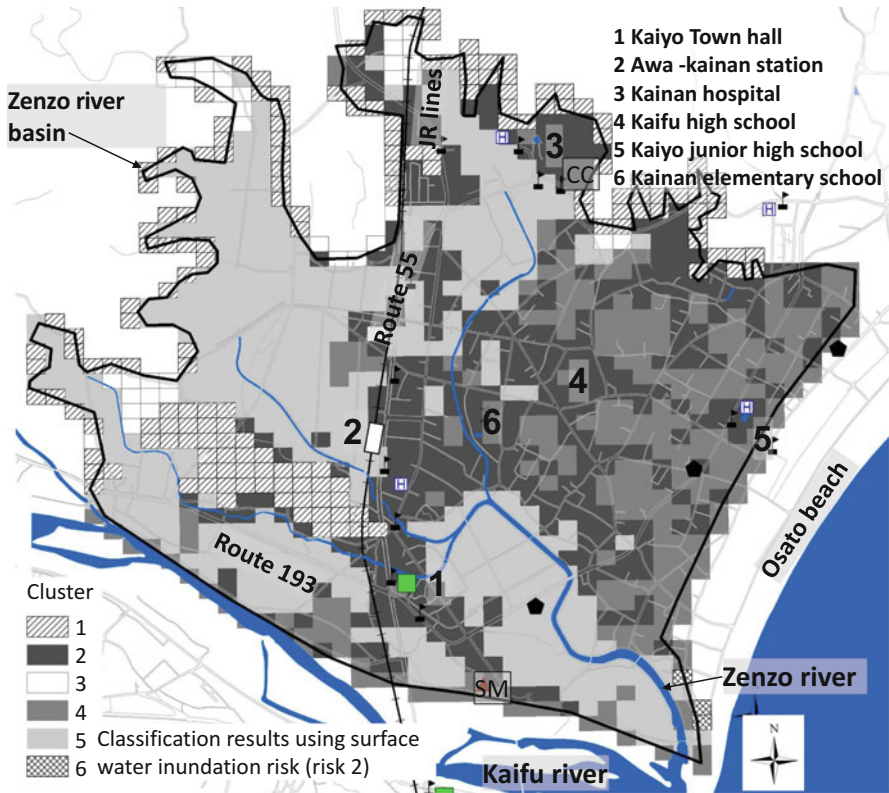 1 Kaiyo Town hall
2 Awa -kainan station
3 Kainan hospital
4 Kaifu high school
5 Kaiyo junior high school
6 Kainan elementary school
Zenzo river
basin
JR lines
H
3
CC
H
Route 55
4
2
6
H
5
H
Osato beach
Route 193
1
SM
Zenzo river
Kaifu river
N
Cluster
1
2
3
4
5 Classification results using surface
6 water inundation risk (risk 2)